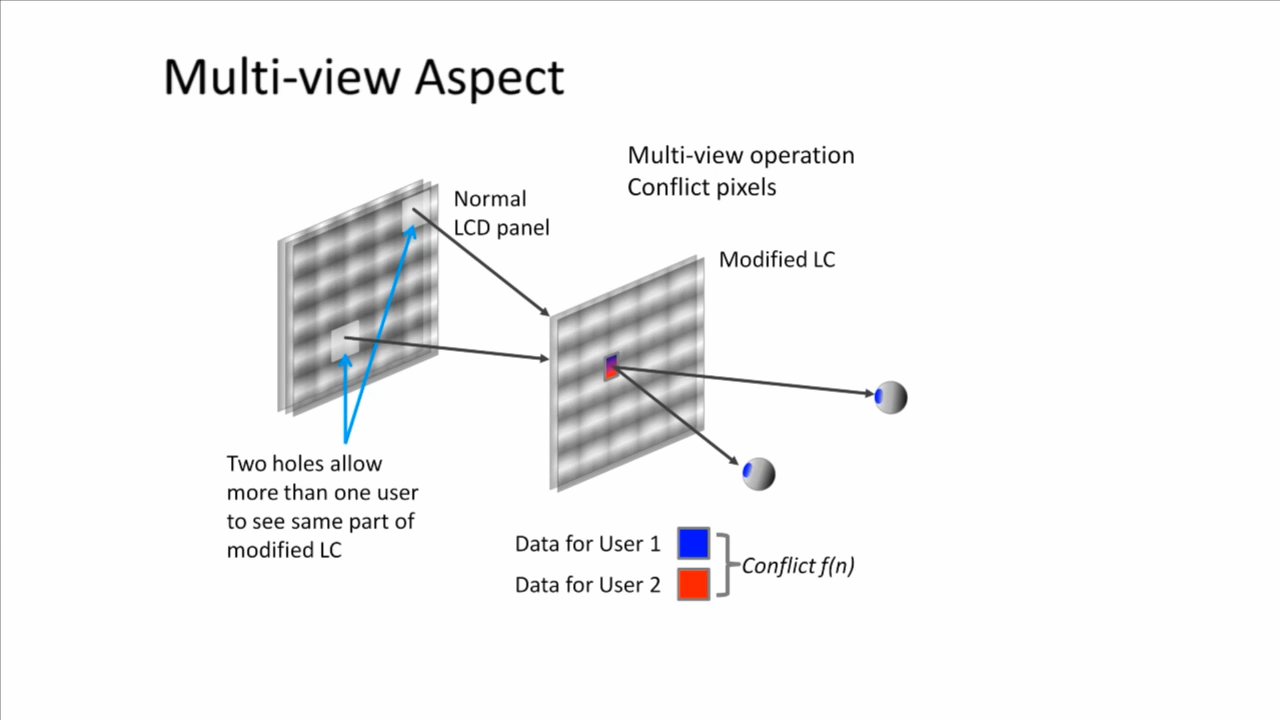 Multi-view Aspect
Multi-view operation
Conflict pixels
Normal
LCD panel
Modified LC
Two holes allow
more than one user
to see same part of
modified LC
Data for User 1
Data for User 2
Conflict f(n)